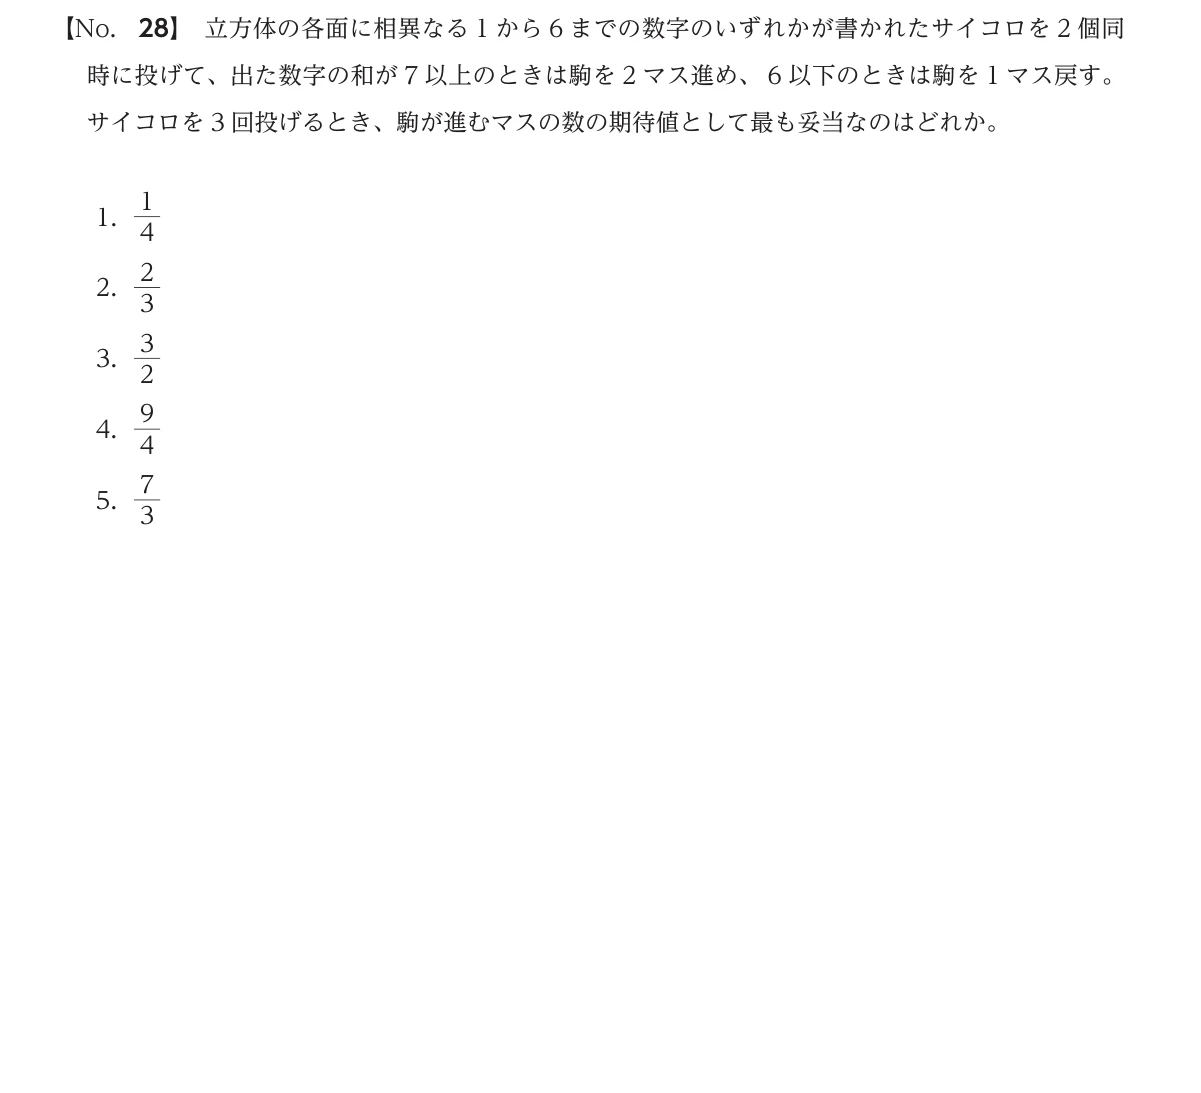 【No. 28】 立方体の各面に相異なる1から6までの数字のいずれかが書かれたサイコロを2個同
時に投げて、出た数字の和が7以上のときは駒を2マス進め、6以下のときは駒を1マス戻す。
サイコロを3回投げるとき、駒が進むマスの数の期待値として最も妥当なのはどれか。
1. 1/4
2. 2/3
3. 3/2
4. 9/4
5. 7/3